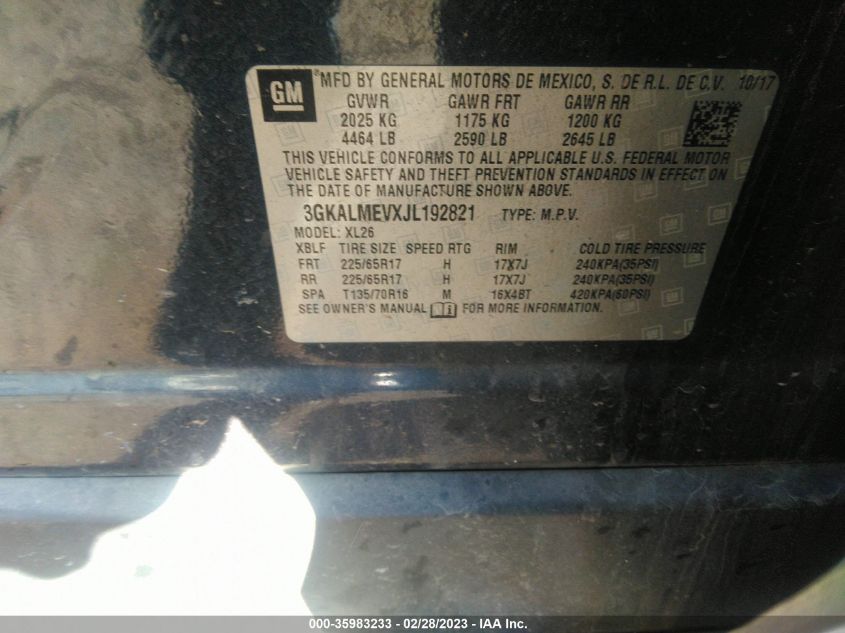 GM
MFD BY GENERAL MOTORS DE MEXICO, S. DE R.L. DE C.V. 10/17
GVWR GAWR FRT GAWR RR
2025 KG 1175 KG 1200 KG
4464 LB 2590 LB 2645 LB
THIS VEHICLE CONFORMS TO ALL APPLICABLE U.S. FEDERAL MOTOR
VEHICLE SAFETY AND THEFT PREVENTION STANDARDS IN EFFECT ON
THE DATE OF MANUFACTURE SHOWN ABOVE.
3GKALMEVXJL192821 TYPE: M.P.V.
MODEL: XL26
XBLF TIRE SIZE SPEED RTG RIM COLD TIRE PRESSURE
FRT 225/65R17 H 17X7J 240KPA(35PSI)
RR 225/65R17 H 17X7J 240KPA(35PSI)
SPA T135/70R16 M 16X4BT 420KPA(60PSI)
SEE OWNER'S MANUAL FOR MORE INFORMATION.
000-35983233 - 02/28/2023 - IAA Inc.